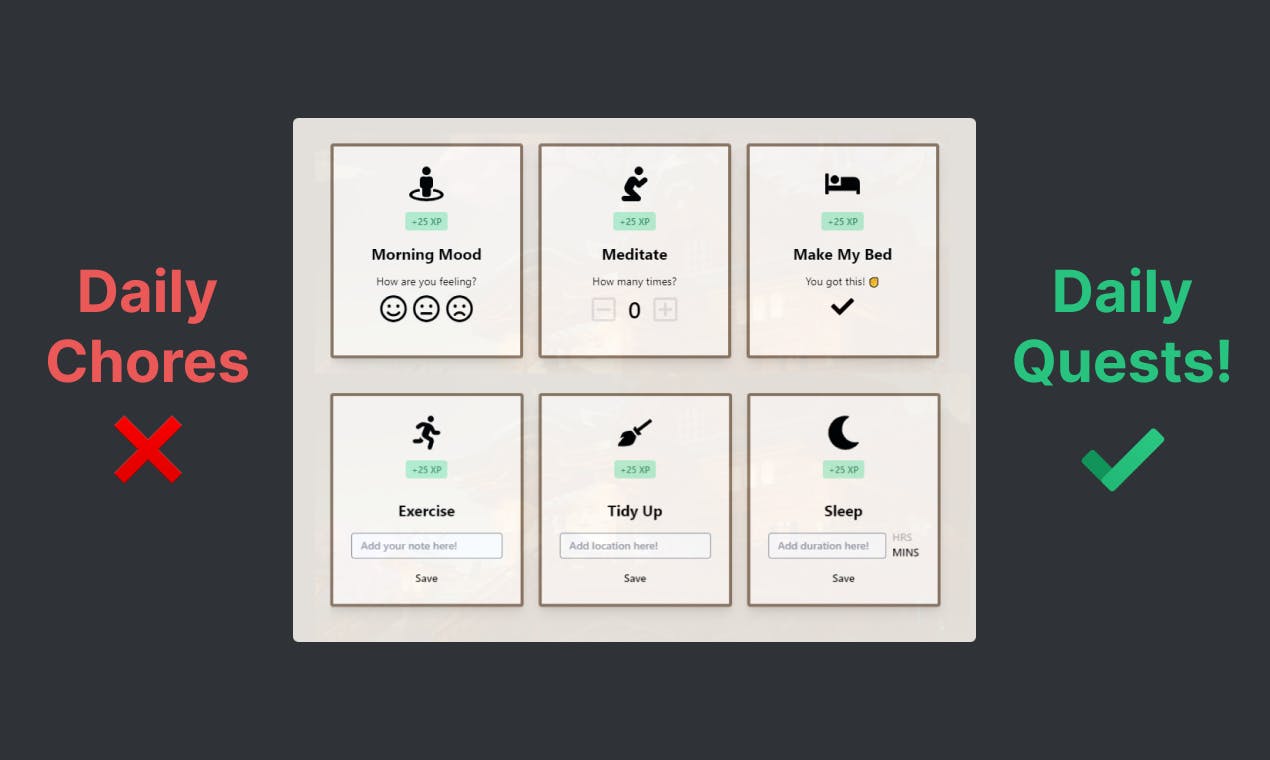 Daily
Chores
+25 XP
Morning Mood
How are you feeling?
+25 XP
Meditate
How many times?
0
+25 XP
Make My Bed
You got this! ✊
+25 XP
Exercise
Add your note here!
Save
+25 XP
Tidy Up
Add location here!
Save
+25 XP
Sleep
Add duration here!
HRS
MINS
Save
Daily
Quests!